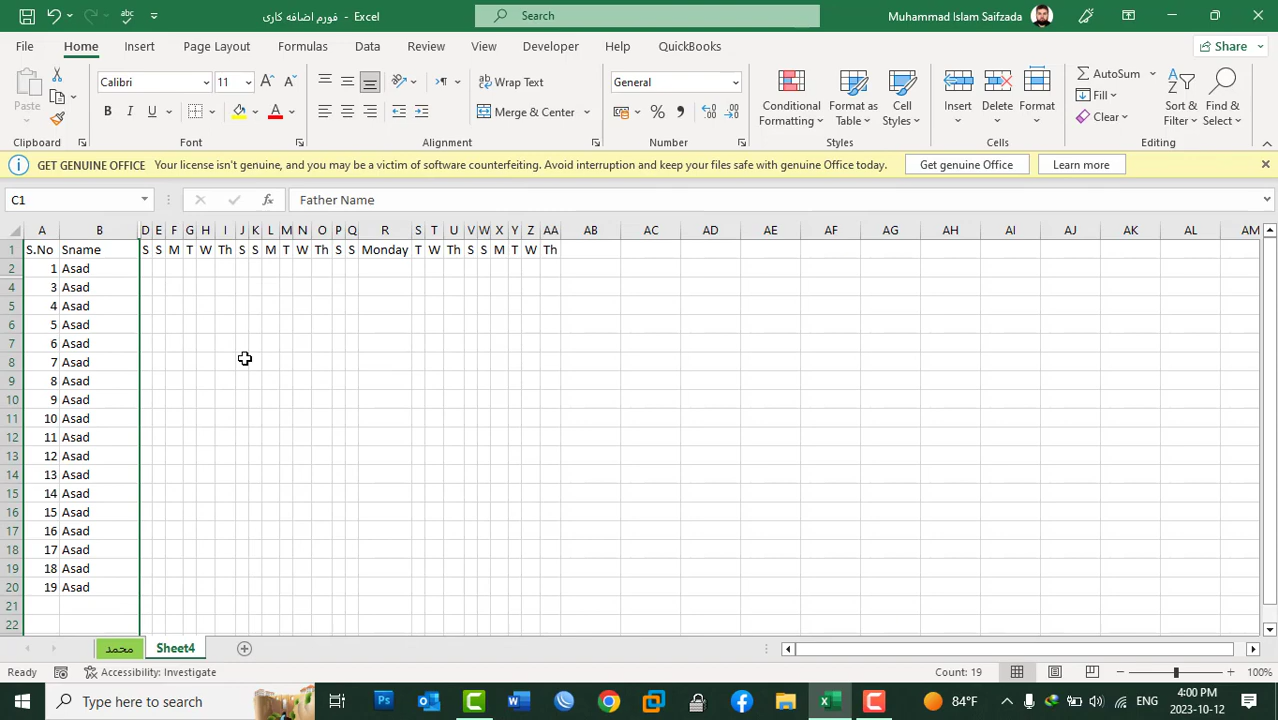 فورم اضافه کاری - Excel
Search
Muhammad Islam Saifzada
File Home Insert Page Layout Formulas Data Review View Developer Help QuickBooks Share
Paste
Calibri 11 Wrap Text General
B I U Merge & Center
Conditional Formatting Format as Table Cell Styles Insert Delete Format
AutoSum Fill Clear Sort & Filter Find & Select
Clipboard Font Alignment Number Styles Cells Editing
GET GENUINE OFFICE Your license isn't genuine, and you may be a victim of software counterfeiting. Avoid interruption and keep your files safe with genuine Office today. Get genuine Office Learn more
C1 fx Father Name
A B D E F G H I J K L M N O P Q R S T U V W X Y Z AA AB AC AD AE AF AG AH AI AJ AK AL AM
1 S.No Sname S S M T W Th S S M T W Th S S Monday T W Th S S M T W Th
2 1 Asad
4 3 Asad
5 4 Asad
6 5 Asad
7 6 Asad
8 7 Asad
9 8 Asad
10 9 Asad
11 10 Asad
12 11 Asad
13 12 Asad
14 13 Asad
15 14 Asad
16 15 Asad
17 16 Asad
18 17 Asad
19 18 Asad
20 19 Asad
21
22
محمد Sheet4
Ready Accessibility: Investigate Count: 19 100%
Type here to search 84°F ENG 4:00 PM
2023-10-12